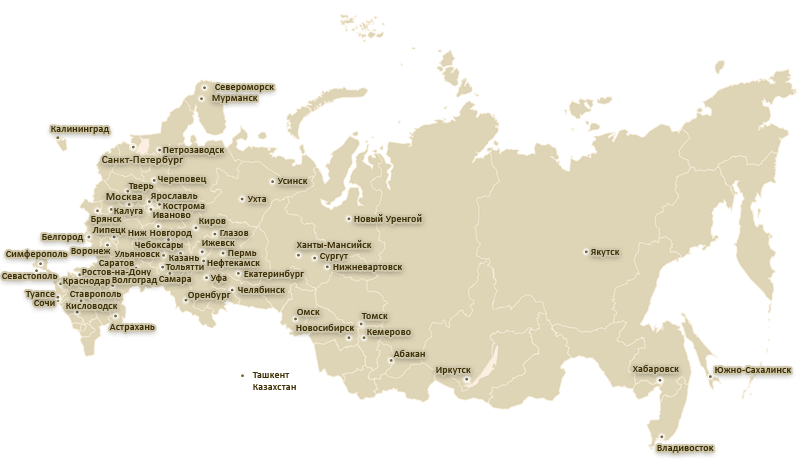 Североморск
Мурманск
Калининград
Петрозаводск
Санкт-Петербург
Череповец
Усинск
Тверь
Москва
Ярославль
Ухта
Кострома
Калуга
Иваново
Брянск
Новый Уренгой
Киров
Липецк
Ниж Новгород
Глазов
Белгород
Чебоксары
Ижевск
Ханты-Мансийск
Воронеж
Ульяновск
Казань
Пермь
Якутск
Симферополь
Сургут
Саратов
Тольятти
Нефтекамск
Нижневартовск
Севастополь
Ростов-на-Дону
Екатеринбург
Краснодар
Волгоград
Самара
Уфа
Туапсе
Ставрополь
Оренбург
Челябинск
Сочи
Кисловодск
Астрахань
Омск
Томск
Новосибирск
Кемерово
Абакан
Иркутск
Хабаровск
Южно-Сахалинск
Ташкент
Казахстан
Владивосток